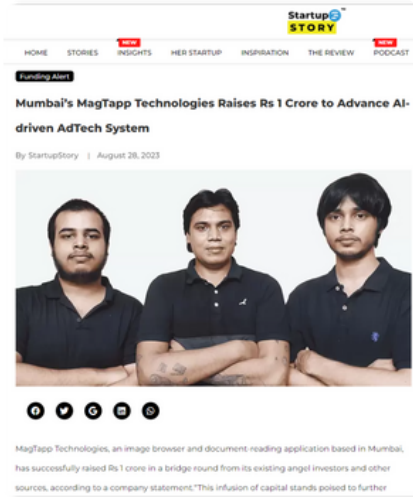 Startup
STORY
NEW NEW
HOME STORIES INSIGHTS HER STARTUP INSPIRATION THE REVIEW PODCAST
Funding Alert
Mumbai's MagTapp Technologies Raises Rs 1 Crore to Advance AI-
driven AdTech System
By StartupStory | August 28, 2023
MagTapp Technologies, an image browser and document-reading application based in Mumbai,
has successfully raised Rs 1 crore in a bridge round from its existing angel investors and other
sources, according to a company statement."This infusion of capital stands poised to further